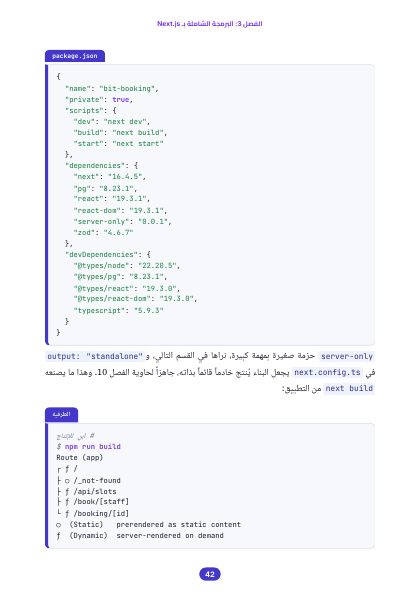 الفصل 3: البرمجة الشاملة بـ Next.js
package.json
{
  "name": "bit-booking",
  "private": true,
  "scripts": {
    "dev": "next dev",
    "build": "next build",
    "start": "next start"
  },
  "dependencies": {
    "next": "16.4.5",
    "pg": "8.23.1",
    "react": "19.3.1",
    "react-dom": "19.3.1",
    "server-only": "0.0.1",
    "zod": "4.6.7"
  },
  "devDependencies": {
    "@types/node": "22.20.5",
    "@types/pg": "8.23.1",
    "@types/react": "19.3.0",
    "@types/react-dom": "19.3.0",
    "typescript": "5.9.3"
  }
}
server-only حزمة صغيرة بمهمة كبيرة، نراها في القسم التالي، و output: "standalone"
في next.config.ts يجعل البناء يُنتج خادماً قائماً بذاته، جاهزاً لحاوية الفصل 10. وهذا ما يصنعه
next build من التطبيق:
الطرفية
# ابنِ للإنتاج
$ npm run build
Route (app)
┌ ƒ /
├ ○ /_not-found
├ ƒ /api/slots
├ ƒ /book/[staff]
└ ƒ /booking/[id]
○  (Static)   prerendered as static content
ƒ  (Dynamic)  server-rendered on demand
42